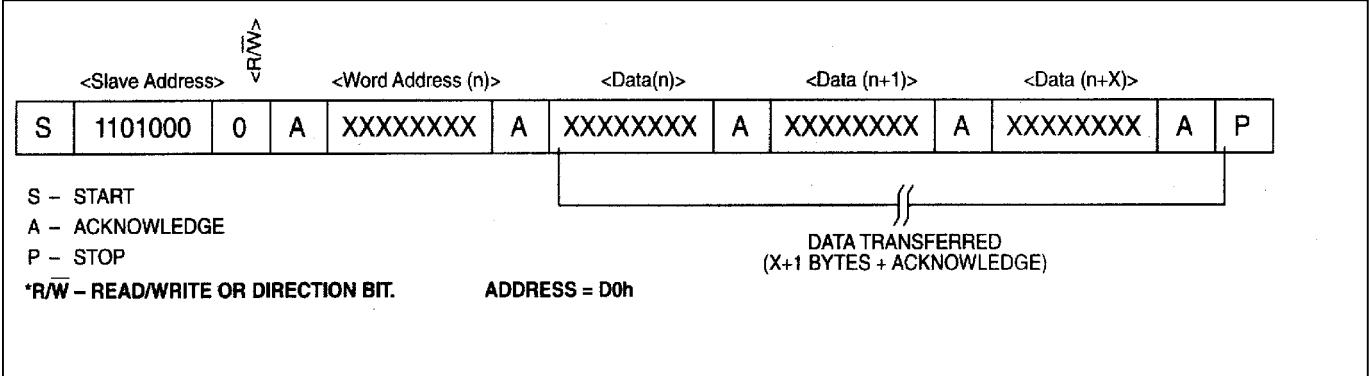 <R/W̅>
<Slave Address> <Word Address (n)> <Data(n)> <Data (n+1)> <Data (n+X)>
S 1101000 0 A XXXXXXXX A XXXXXXXX A XXXXXXXX A XXXXXXXX A P
S – START
A – ACKNOWLEDGE
P – STOP
*R/W̅ – READ/WRITE OR DIRECTION BIT. ADDRESS = D0h
DATA TRANSFERRED
(X+1 BYTES + ACKNOWLEDGE)